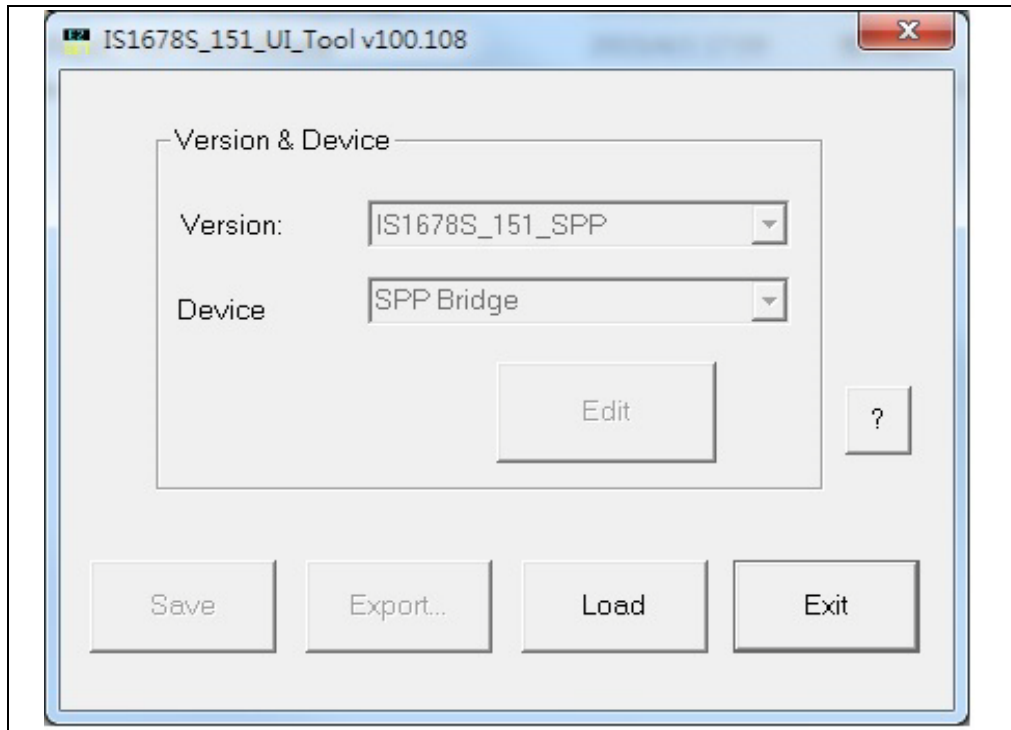 IS1678S_151_UI_Tool v100.108
Version & Device
Version: IS1678S_151_SPP
Device SPP Bridge
Edit
?
Save Export... Load Exit